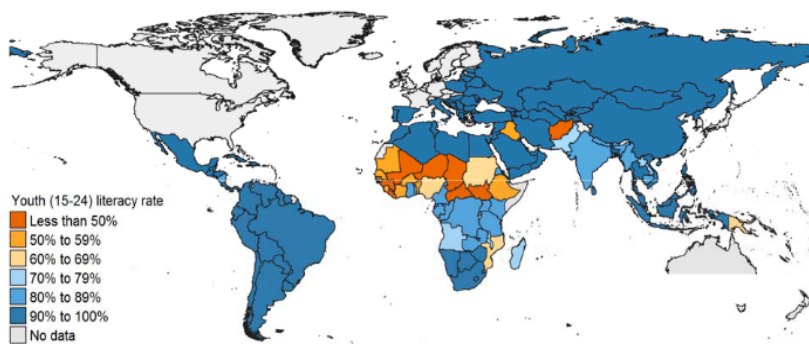 Youth (15-24) literacy rate
Less than 50%
50% to 59%
60% to 69%
70% to 79%
80% to 89%
90% to 100%
No data